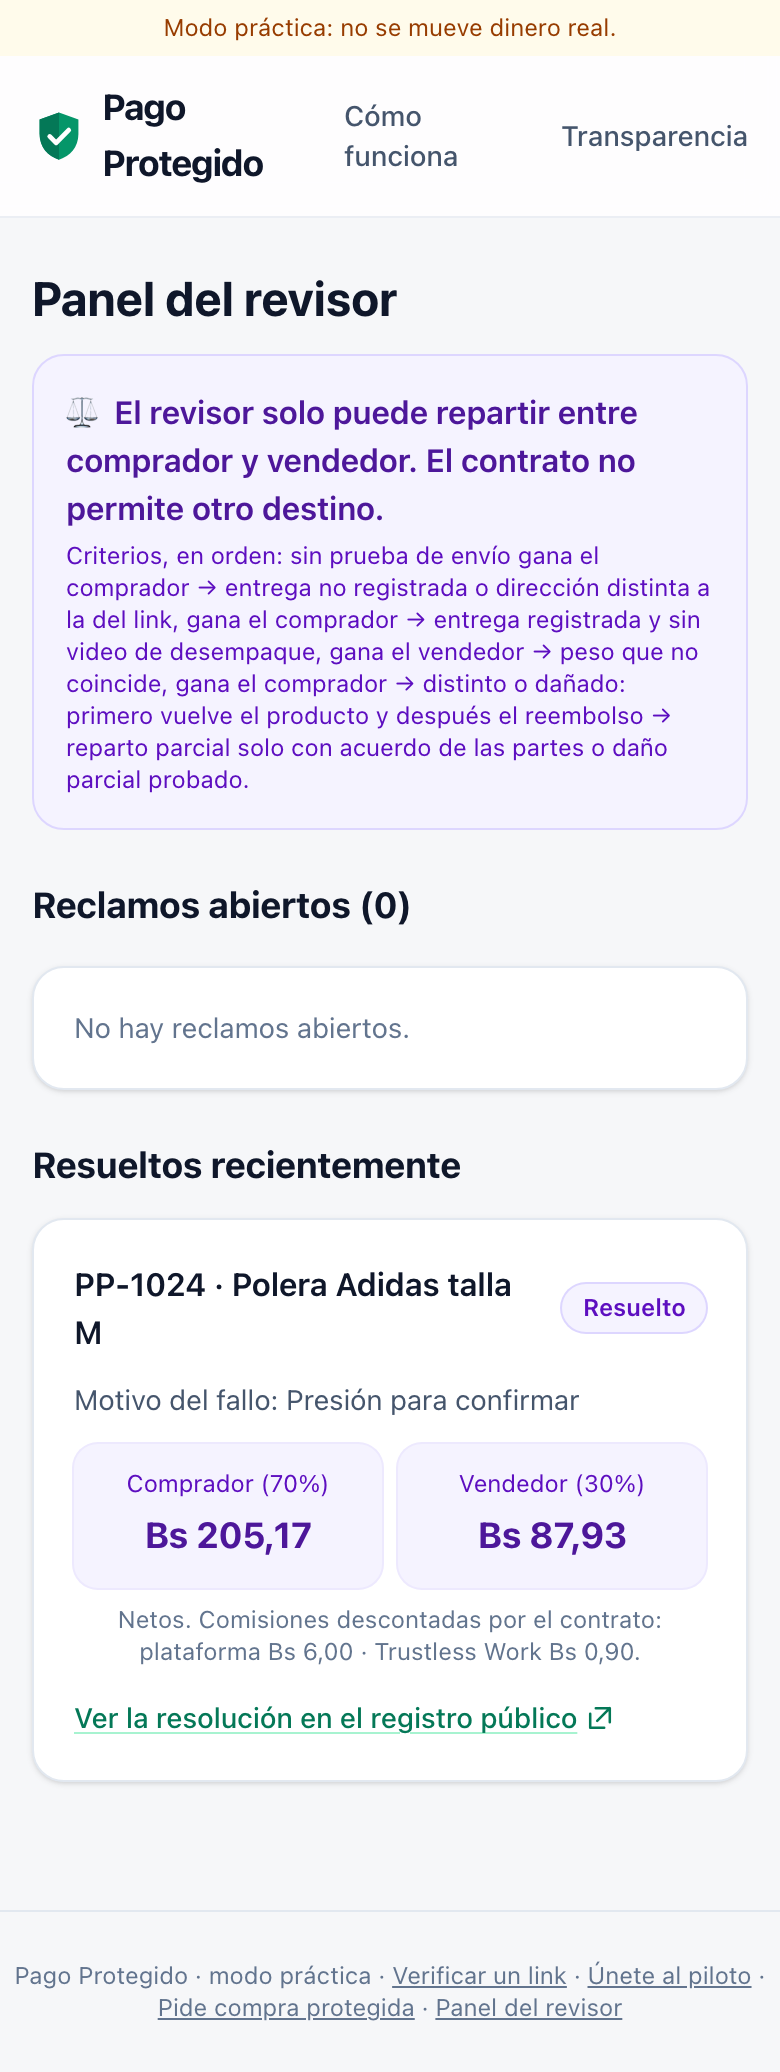 Modo práctica: no se mueve dinero real.
Pago
Protegido
Cómo
funciona
Transparencia
Panel del revisor
⚖ El revisor solo puede repartir entre
comprador y vendedor. El contrato no
permite otro destino.
Criterios, en orden: sin prueba de envío gana el
comprador → entrega no registrada o dirección distinta a
la del link, gana el comprador → entrega registrada y sin
video de desempaque, gana el vendedor → peso que no
coincide, gana el comprador → distinto o dañado:
primero vuelve el producto y después el reembolso →
reparto parcial solo con acuerdo de las partes o daño
parcial probado.
Reclamos abiertos (0)
No hay reclamos abiertos.
Resueltos recientemente
PP-1024 · Polera Adidas talla
M
Resuelto
Motivo del fallo: Presión para confirmar
Comprador (70%)
Bs 205,17
Vendedor (30%)
Bs 87,93
Netos. Comisiones descontadas por el contrato:
plataforma Bs 6,00 · Trustless Work Bs 0,90.
Ver la resolución en el registro público
Pago Protegido · modo práctica · Verificar un link · Únete al piloto ·
Pide compra protegida · Panel del revisor